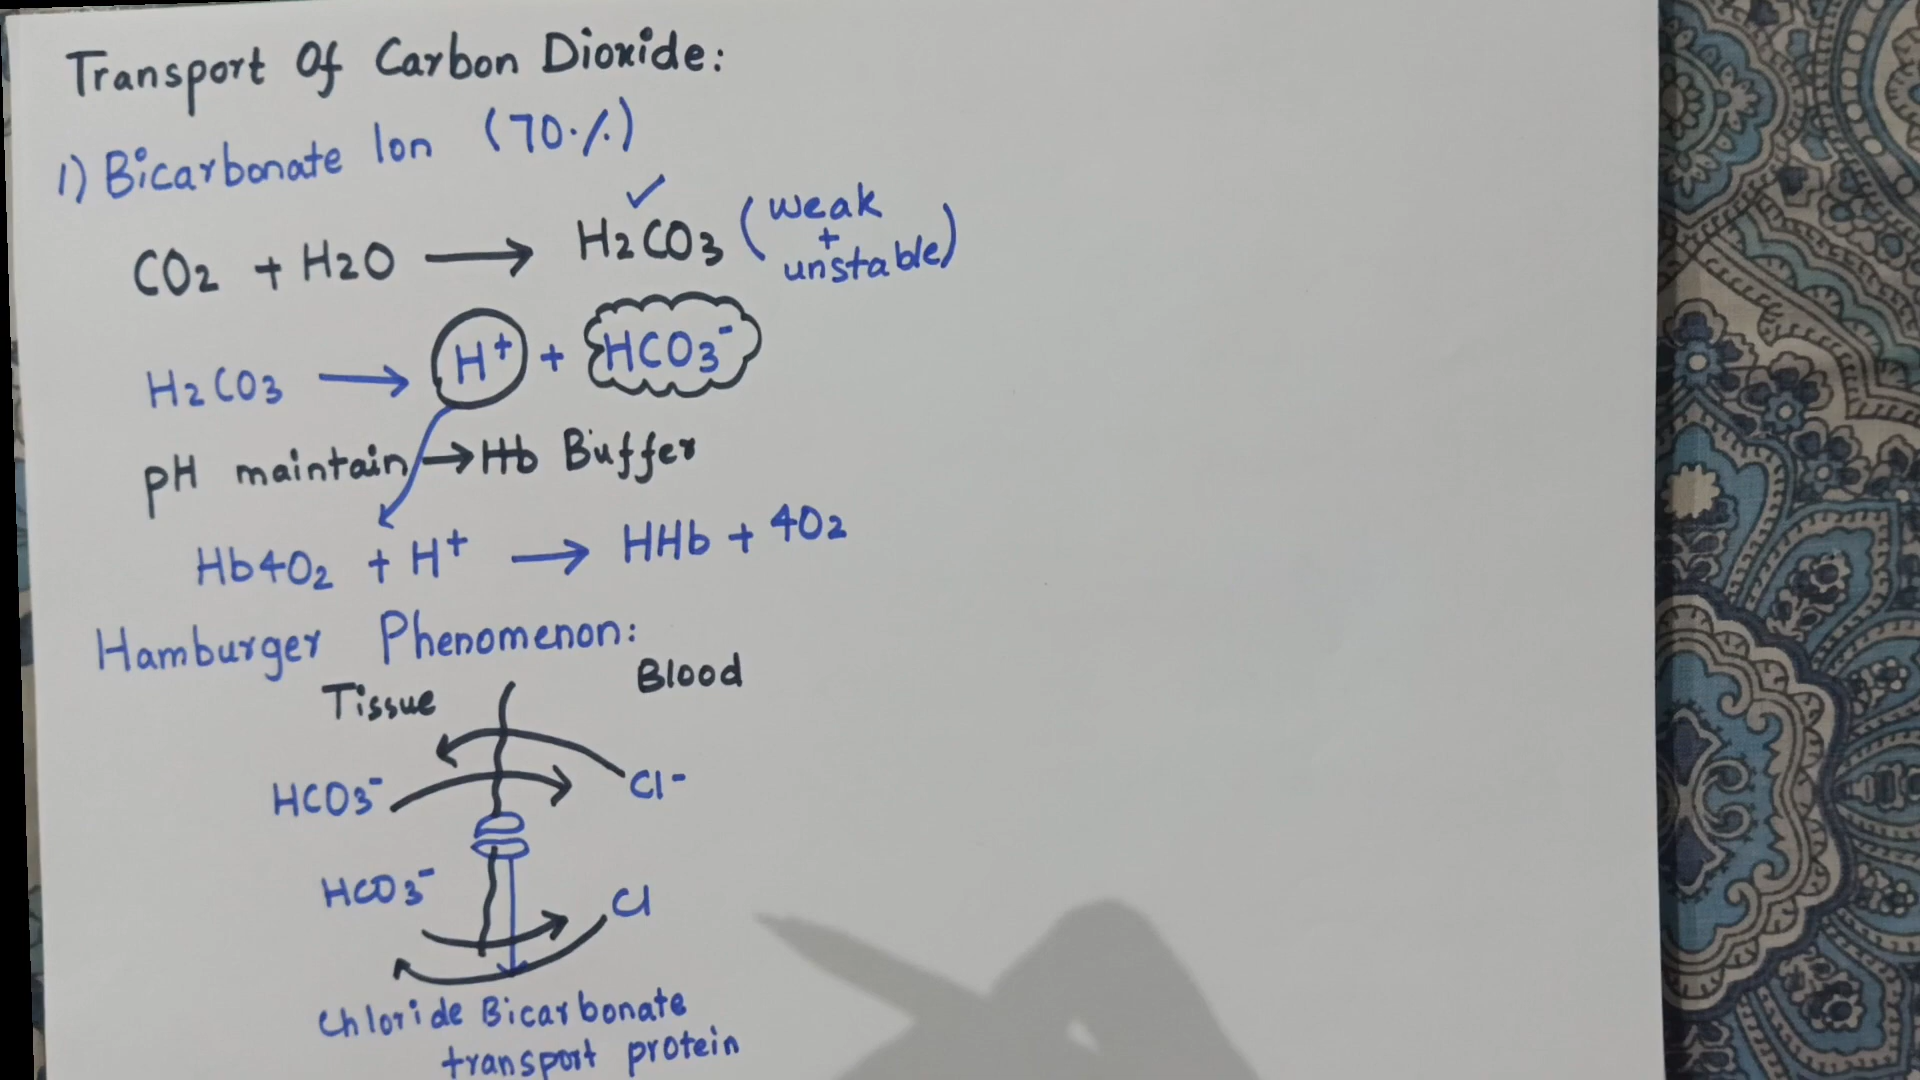 Transport Of Carbon Dioxide:
1) Bicarbonate Ion (70%)
CO2 + H2O → H2CO3 (weak + unstable)
H2CO3 → H+ + HCO3-
pH maintain → Hb Buffer
Hb4O2 + H+ → HHb + 4O2
Hamburger Phenomenon:
Tissue Blood
HCO3- Cl-
HCO3- Cl
Chloride Bicarbonate
transport protein